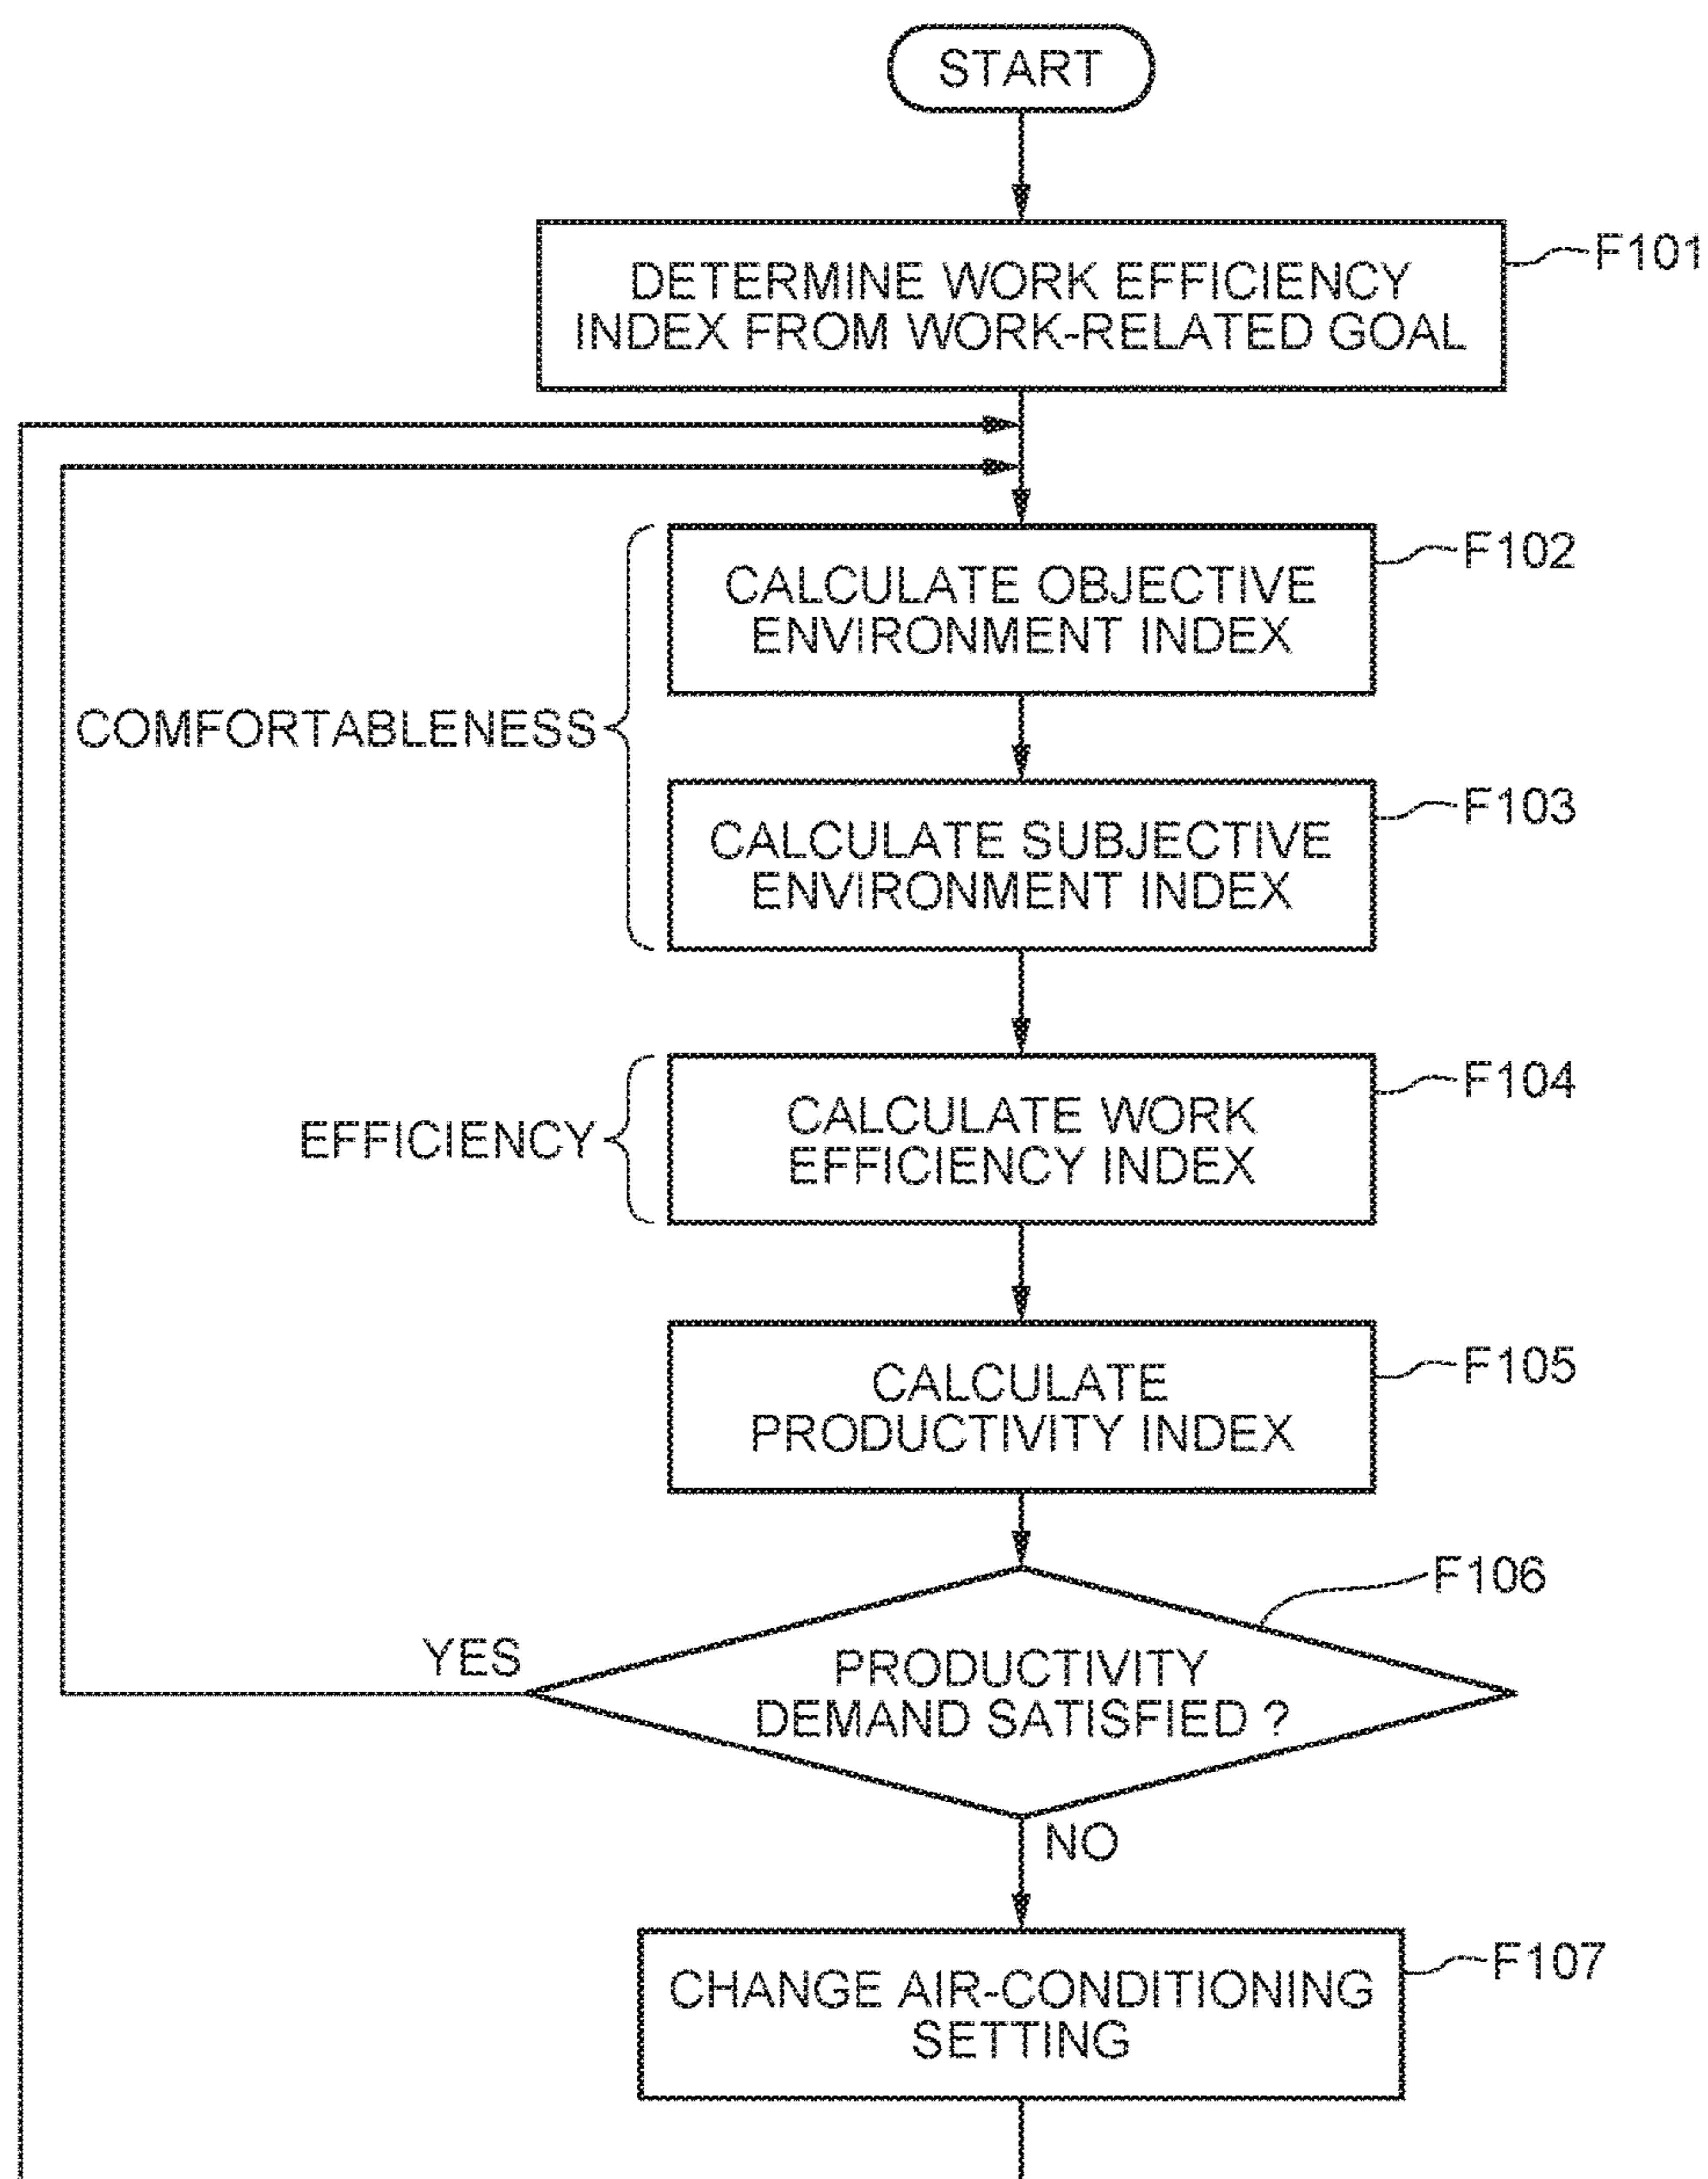 START
DETERMINE WORK EFFICIENCY
INDEX FROM WORK-RELATED GOAL
F101
CALCULATE OBJECTIVE
ENVIRONMENT INDEX
F102
COMFORTABLENESS
CALCULATE SUBJECTIVE
ENVIRONMENT INDEX
F103
EFFICIENCY
CALCULATE WORK
EFFICIENCY INDEX
F104
CALCULATE
PRODUCTIVITY INDEX
F105
F106
YES
PRODUCTIVITY
DEMAND SATISFIED ?
NO
CHANGE AIR-CONDITIONING
SETTING
F107